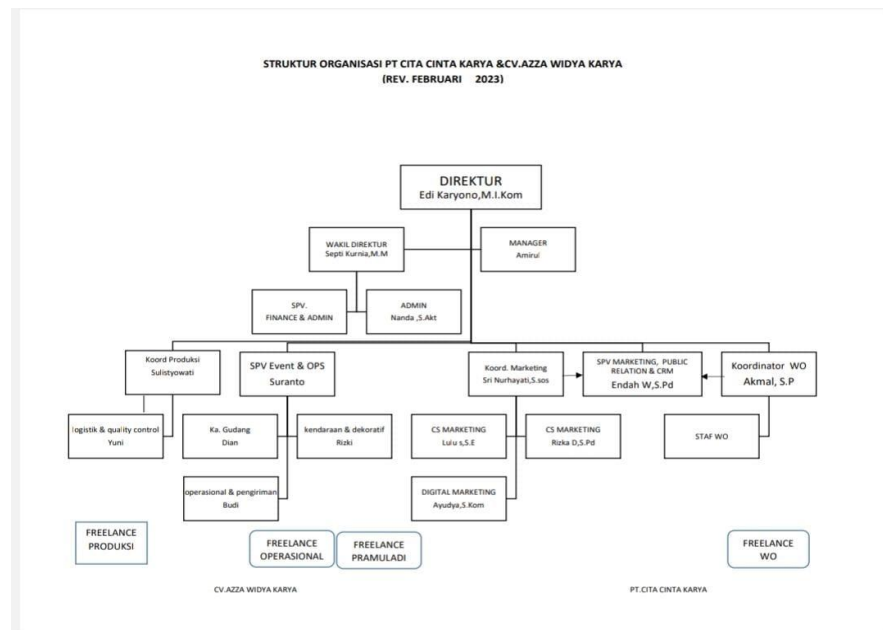 STRUKTUR ORGANISASI PT CITA CINTA KARYA &CV.AZZA WIDYA KARYA
(REV. FEBRUARI 2023)
DIREKTUR
Edi Karyono,M.I.Kom
WAKIL DIREKTUR
Septi Kurnia,M.M
MANAGER
Amirul
SPV.
FINANCE & ADMIN
ADMIN
Nanda ,S.Akt
Koord Produksi
Sulistyowati
SPV Event & OPS
Suranto
Koord. Marketing
Sri Nurhayati,S.sos
SPV MARKETING, PUBLIC
RELATION & CRM
Endah W,S.Pd
Koordinator WO
Akmal, S.P
logistik & quality control
Yuni
Ka. Gudang
Dian
kendaraan & dekoratif
Rizki
CS MARKETING
Lulu s,S.E
CS MARKETING
Rizka D,S.Pd
STAF WO
operasional & pengiriman
Budi
DIGITAL MARKETING
Ayudya,S.Kom
FREELANCE
PRODUKSI
FREELANCE
OPERASIONAL
FREELANCE
PRAMULADI
FREELANCE
WO
CV.AZZA WIDYA KARYA
PT.CITA CINTA KARYA